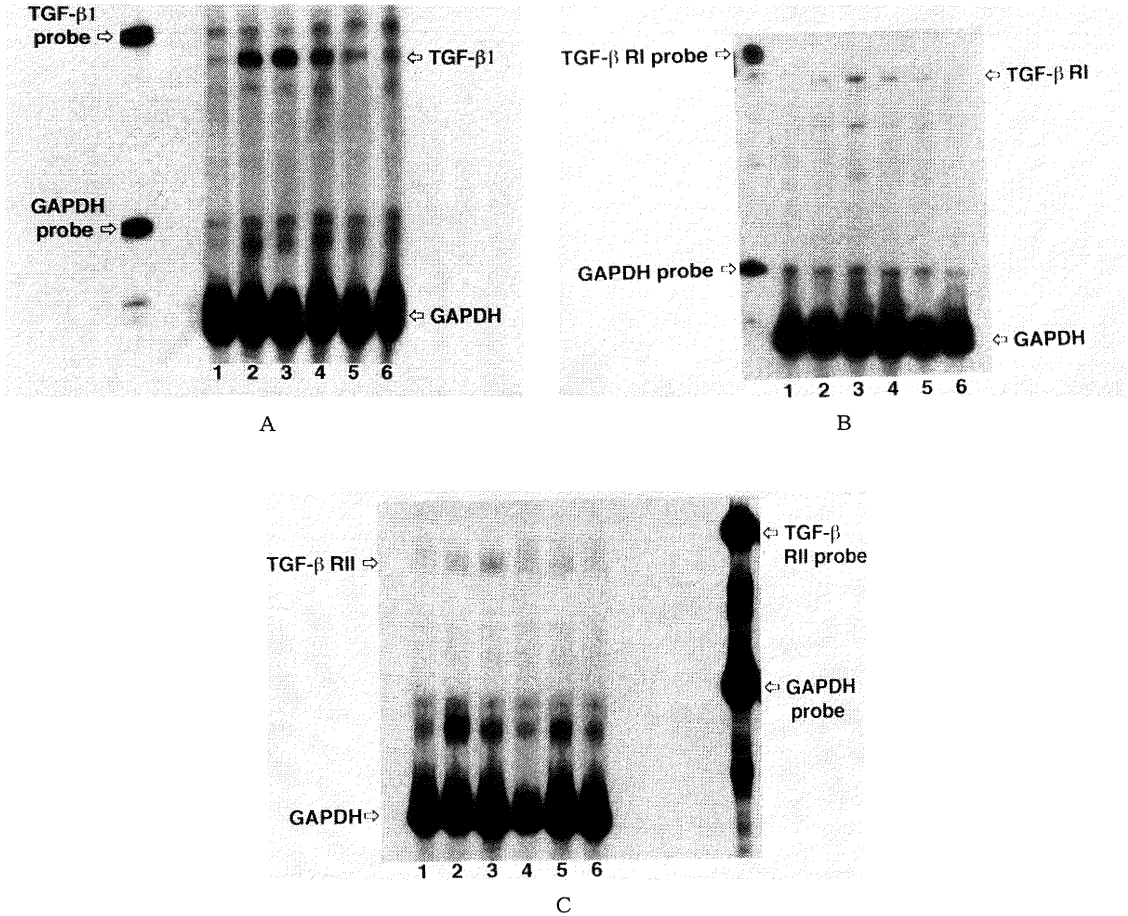 TGF-β1
probe ⇨
⇦ TGF-β1
GAPDH
probe ⇨
⇦ GAPDH
1 2 3 4 5 6
A
TGF-β RI probe ⇨
⇦ TGF-β RI
GAPDH probe ⇨
⇦ GAPDH
1 2 3 4 5 6
B
TGF-β RII ⇨
⇦ TGF-β
RII probe
⇦ GAPDH
probe
GAPDH ⇨
1 2 3 4 5 6
C